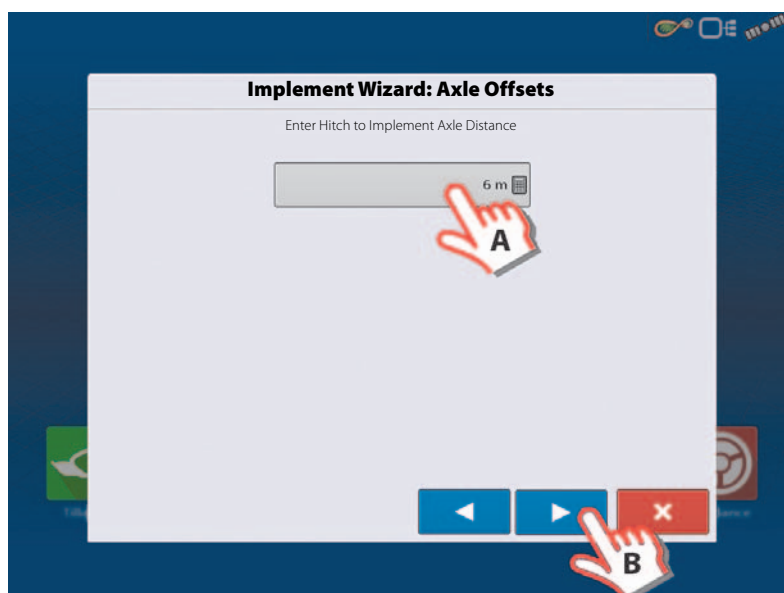 Implement Wizard: Axle Offsets
Enter Hitch to Implement Axle Distance
6 m
A
B